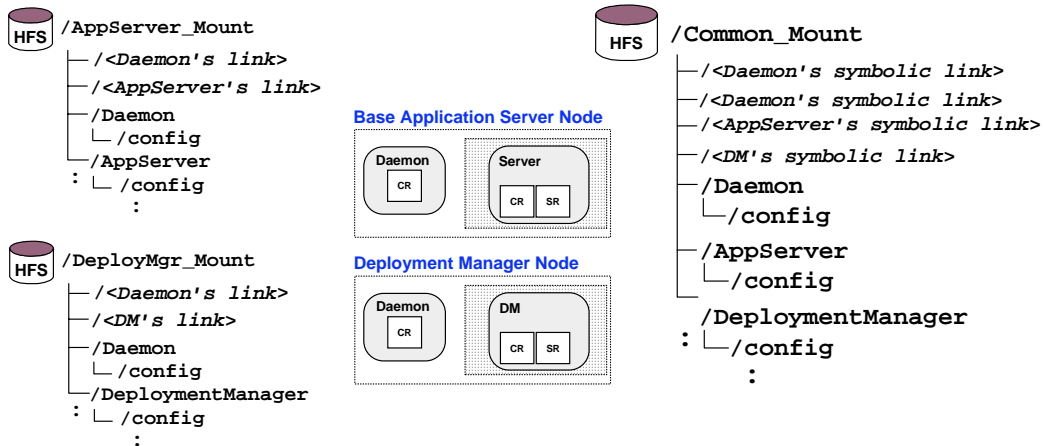 HFS
/AppServer_Mount
/<Daemon's link>
/<AppServer's link>
/Daemon
/config
/AppServer
: /config
:
HFS
/DeployMgr_Mount
/<Daemon's link>
/<DM's link>
/Daemon
/config
/DeploymentManager
: /config
:
Base Application Server Node
Daemon
CR
Server
CR SR
Deployment Manager Node
Daemon
CR
DM
CR SR
HFS
/Common_Mount
/<Daemon's symbolic link>
/<Daemon's symbolic link>
/<AppServer's symbolic link>
/<DM's symbolic link>
/Daemon
/config
/AppServer
/config
/DeploymentManager
: /config
: